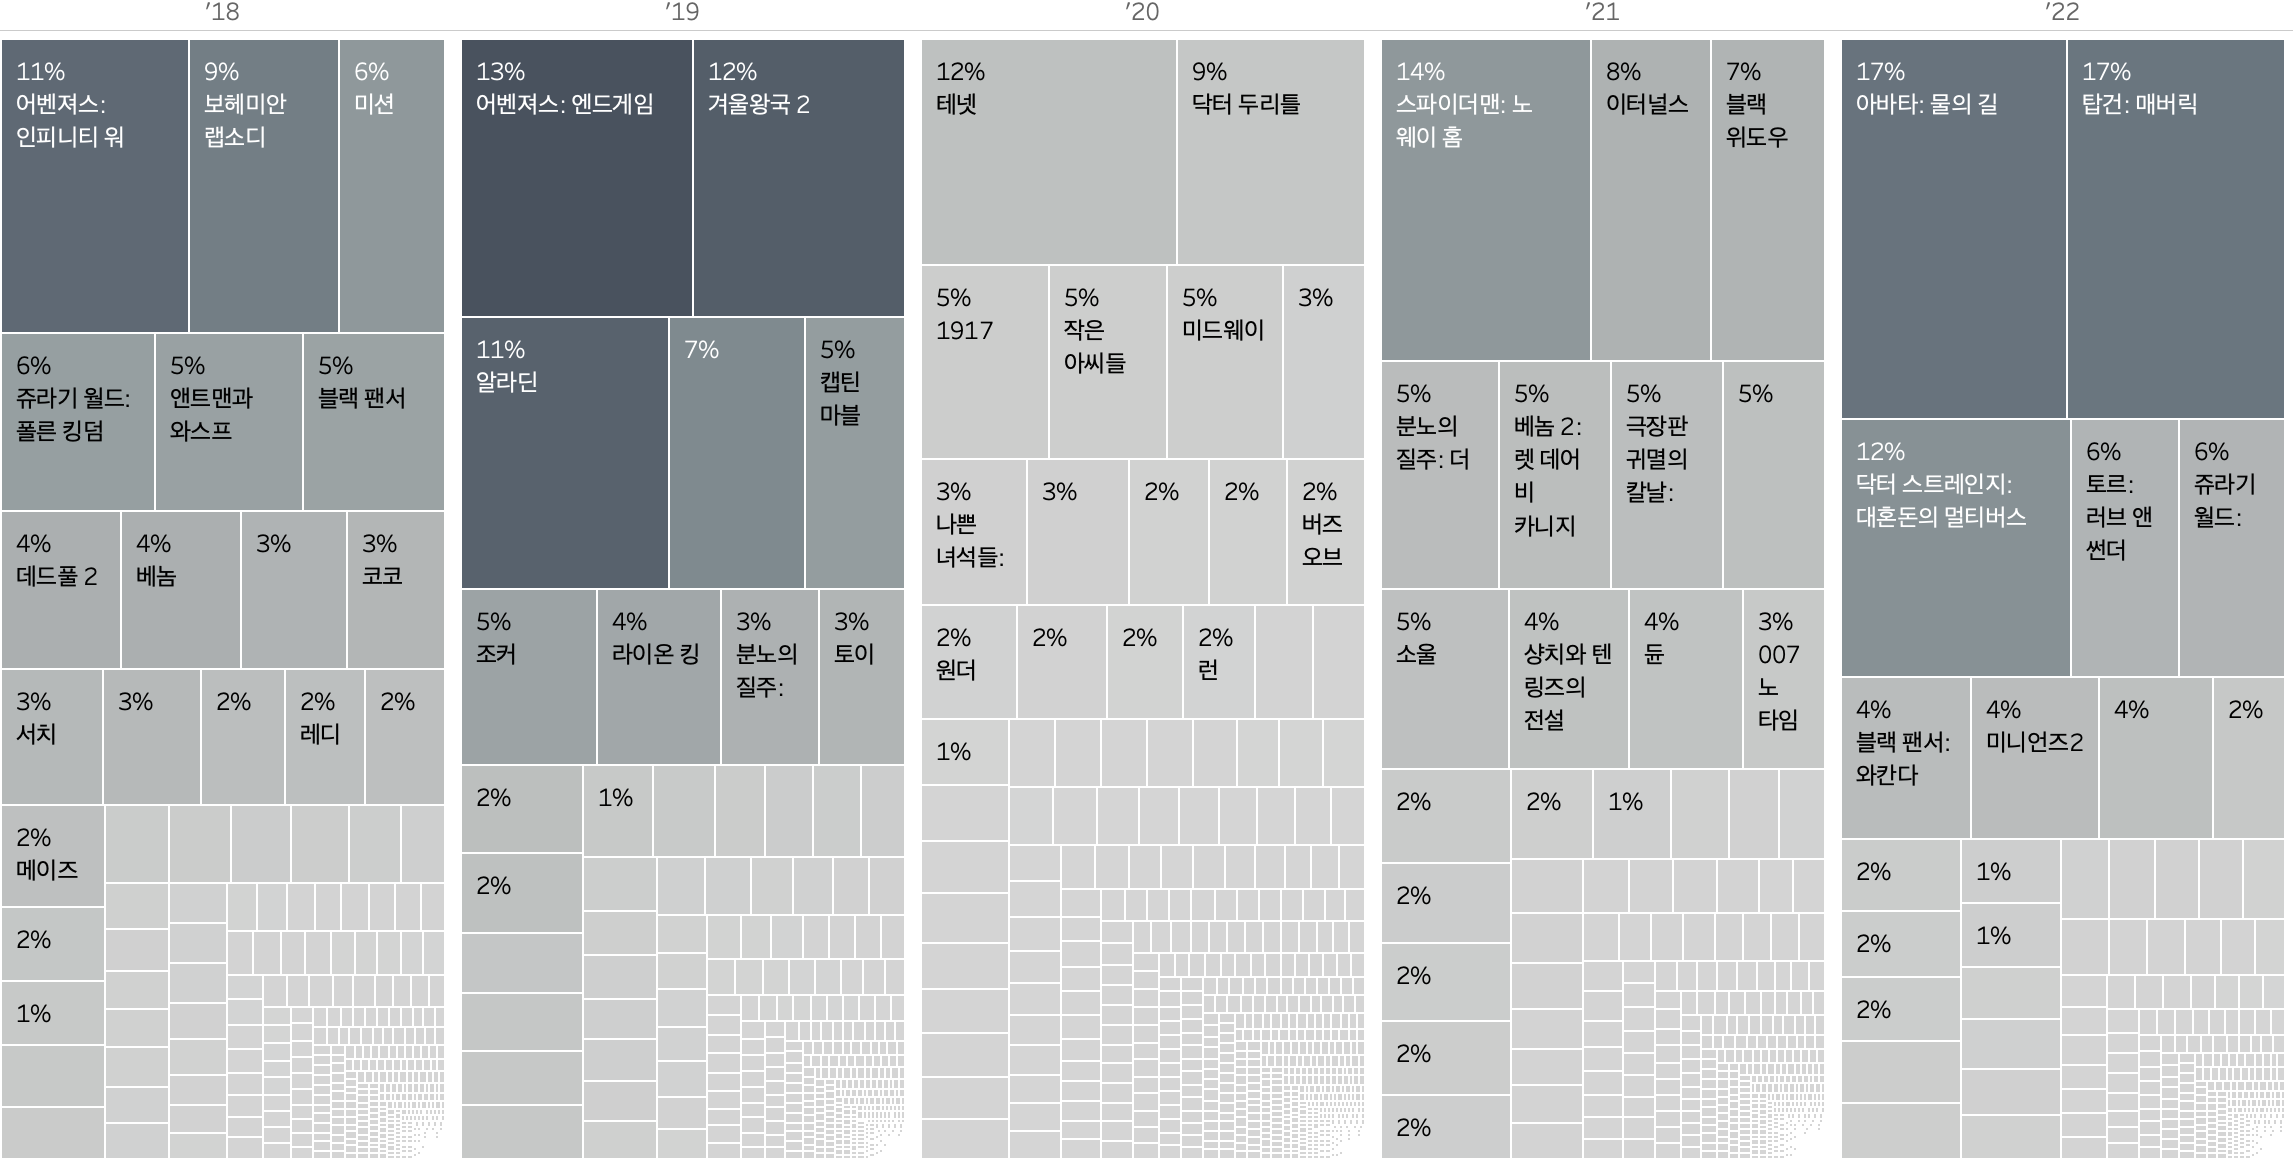 '18
'19
'20
'21
'22
11%
어벤져스:
인피니티 워
9%
보헤미안
랩소디
6%
미션
6%
쥬라기 월드:
폴른 킹덤
5%
앤트맨과
와스프
5%
블랙 팬서
4%
데드풀 2
4%
베놈
3%
3%
코코
3%
서치
3%
2%
2%
레디
2%
2%
메이즈
2%
1%
13%
어벤져스: 엔드게임
12%
겨울왕국 2
11%
알라딘
7%
5%
캡틴
마블
5%
조커
4%
라이온 킹
3%
분노의
질주:
3%
토이
2%
1%
2%
12%
테넷
9%
닥터 두리틀
5%
1917
5%
작은
아씨들
5%
미드웨이
3%
3%
나쁜
녀석들:
3%
2%
2%
2%
버즈
오브
2%
원더
2%
2%
2%
런
1%
14%
스파이더맨: 노
웨이 홈
8%
이터널스
7%
블랙
위도우
5%
분노의
질주: 더
5%
베놈 2:
렛 데어
비
카니지
5%
극장판
귀멸의
칼날:
5%
5%
소울
4%
샹치와 텐
링즈의
전설
4%
듄
3%
007
노
타임
2%
2%
1%
2%
2%
2%
2%
17%
아바타: 물의 길
17%
탑건: 매버릭
12%
닥터 스트레인지:
대혼돈의 멀티버스
6%
토르:
러브 앤
썬더
6%
쥬라기
월드:
4%
블랙 팬서:
와칸다
4%
미니언즈2
4%
2%
2%
1%
2%
1%
2%